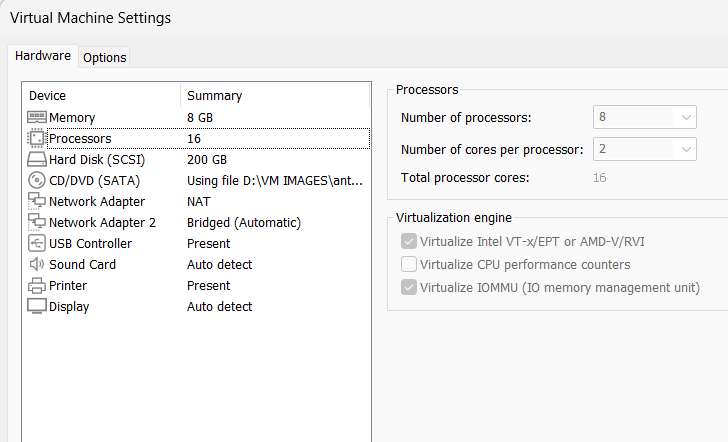 Virtual Machine Settings
Hardware Options
Device Summary
Memory 8 GB
Processors 16
Hard Disk (SCSI) 200 GB
CD/DVD (SATA) Using file D:\VM IMAGES\ant...
Network Adapter NAT
Network Adapter 2 Bridged (Automatic)
USB Controller Present
Sound Card Auto detect
Printer Present
Display Auto detect
Processors
Number of processors: 8
Number of cores per processor: 2
Total processor cores: 16
Virtualization engine
Virtualize Intel VT-x/EPT or AMD-V/RVI
Virtualize CPU performance counters
Virtualize IOMMU (IO memory management unit)